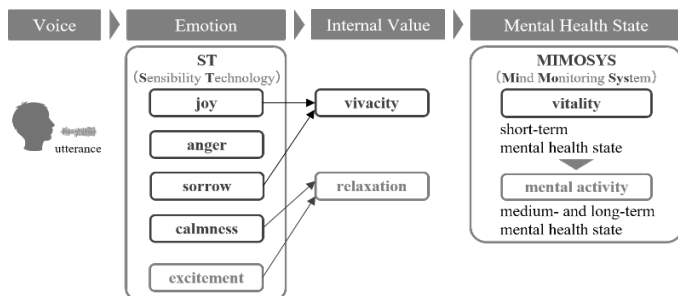 Voice
Emotion
Internal Value
Mental Health State
ST
(Sensibility Technology)
joy
anger
sorrow
calmness
excitement
utterance
vivacity
relaxation
MIMOSYS
(Mind Monitoring System)
vitality
short-term
mental health state
mental activity
medium- and long-term
mental health state